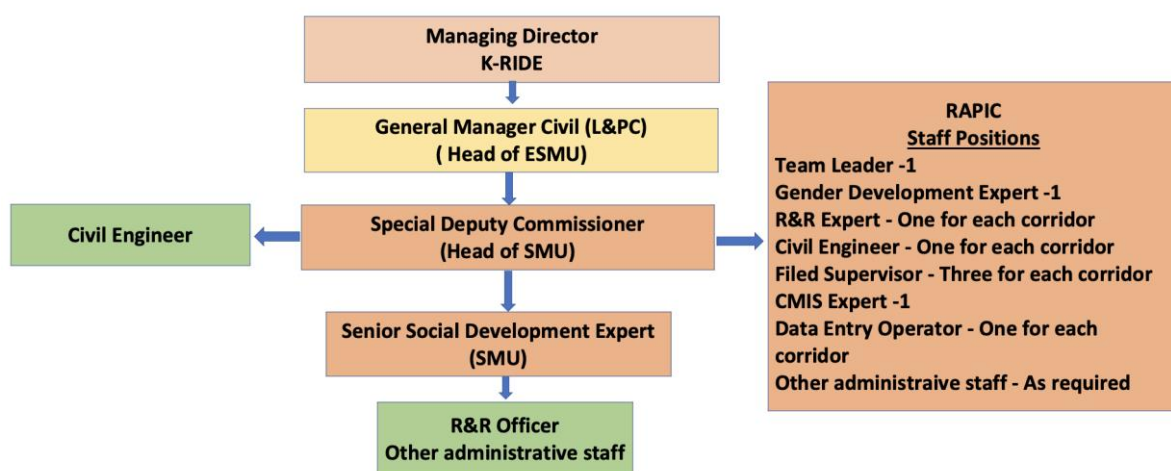 Managing Director
K-RIDE
General Manager Civil (L&PC)
( Head of ESMU)
Civil Engineer
Special Deputy Commissioner
(Head of SMU)
Senior Social Development Expert
(SMU)
R&R Officer
Other administrative staff
RAPIC
Staff Positions
Team Leader -1
Gender Development Expert -1
R&R Expert - One for each corridor
Civil Engineer - One for each corridor
Filed Supervisor - Three for each corridor
CMIS Expert -1
Data Entry Operator - One for each
corridor
Other administraive staff - As required